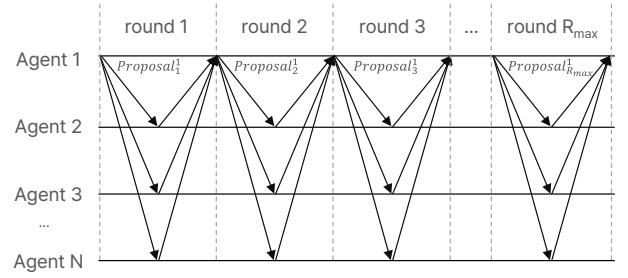 round 1 round 2 round 3 ... round R_max
Agent 1
Proposal_1^1 Proposal_2^1 Proposal_3^1 Proposal_{R_max}^1
Agent 2
Agent 3
...
Agent N